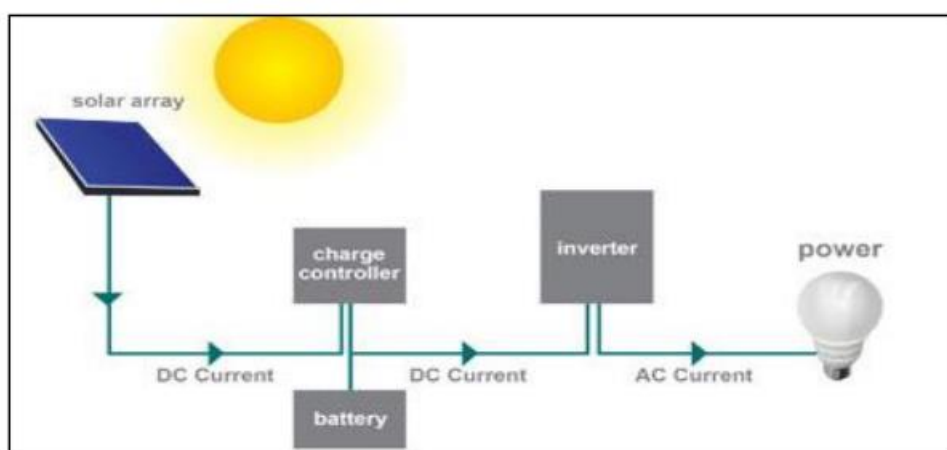 solar array
charge
controller
inverter
power
DC Current
DC Current
AC Current
battery